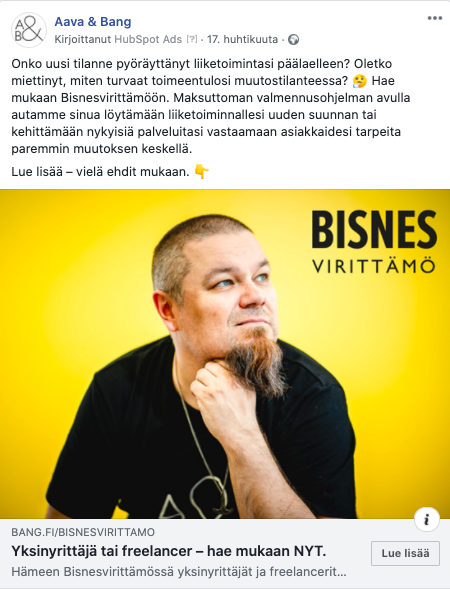 A&B
Aava & Bang
Kirjoittanut HubSpot Ads [?] · 17. huhtikuuta ·
Onko uusi tilanne pyöräyttänyt liiketoimintasi päälaelleen? Oletko
miettinyt, miten turvaat toimeentulosi muutostilanteessa? 🤔 Hae
mukaan Bisnesvirittämöön. Maksuttoman valmennusohjelman avulla
autamme sinua löytämään liiketoiminnallesi uuden suunnan tai
kehittämään nykyisiä palveluitasi vastaamaan asiakkaidesi tarpeita
paremmin muutoksen keskellä.
Lue lisää – vielä ehdit mukaan. 👇
BISNES
VIRITTÄMÖ
A&
i
BANG.FI/BISNESVIRITTAMO
Yksinyrittäjä tai freelancer – hae mukaan NYT.
Lue lisää
Hämeen Bisnesvirittämössä yksinyrittäjät ja freelancerit...